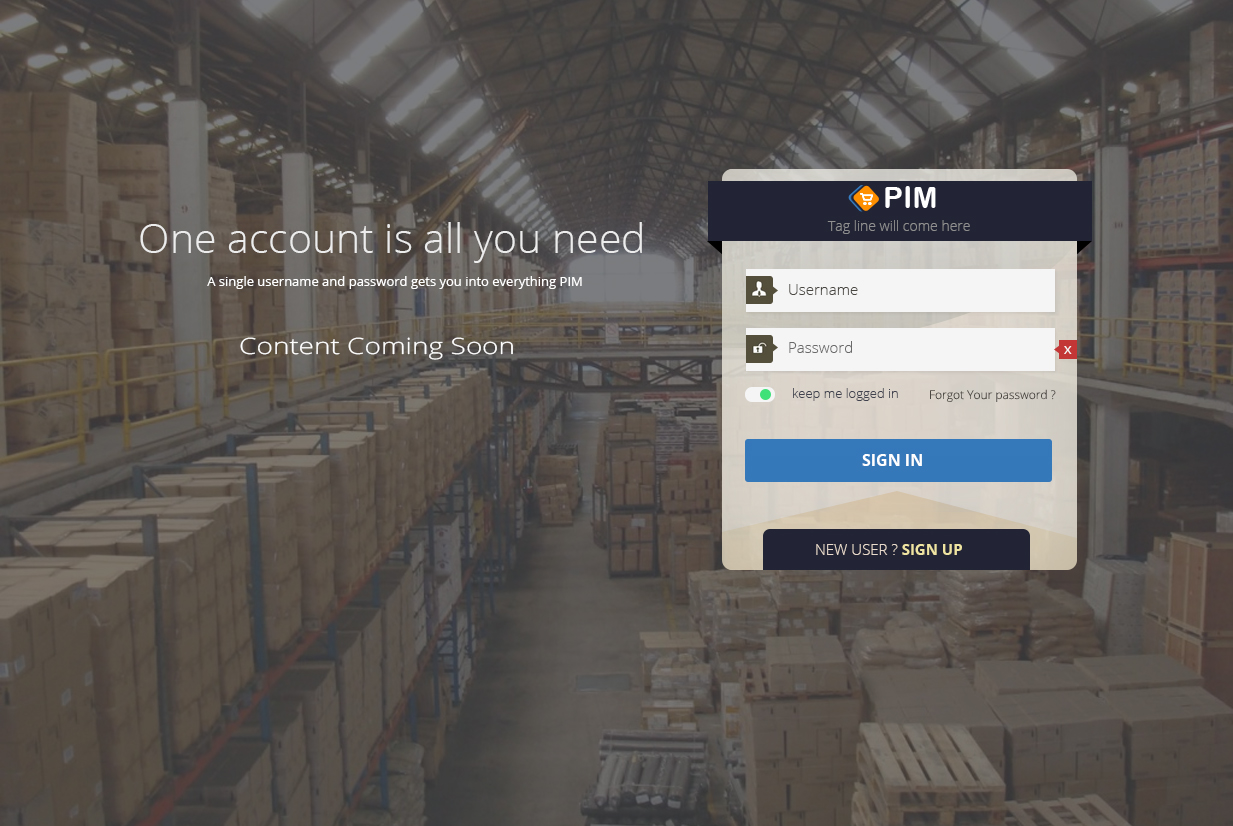 One account is all you need
A single username and password gets you into everything PIM
Content Coming Soon
PIM
Tag line will come here
Username
Password
x
keep me logged in
Forgot Your password ?
SIGN IN
NEW USER ? SIGN UP